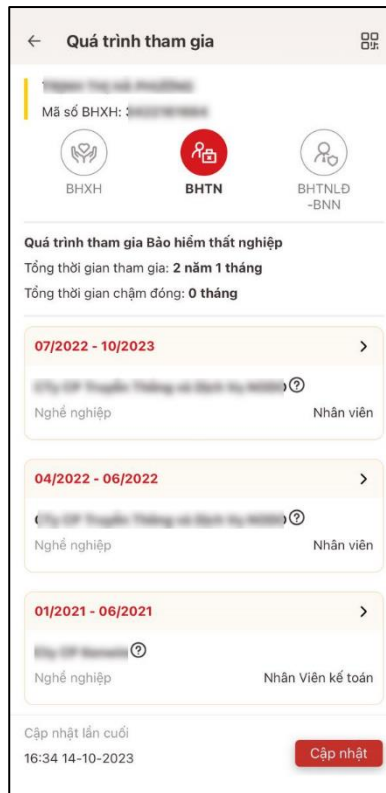 Quá trình tham gia
Mã số BHXH:
BHXH
BHTN
BHTNLĐ
-BNN
Quá trình tham gia Bảo hiểm thất nghiệp
Tổng thời gian tham gia: 2 năm 1 tháng
Tổng thời gian chậm đóng: 0 tháng
07/2022 - 10/2023
Nghề nghiệp Nhân viên
04/2022 - 06/2022
Nghề nghiệp Nhân viên
01/2021 - 06/2021
Nghề nghiệp Nhân Viên kế toán
Cập nhật lần cuối
16:34 14-10-2023
Cập nhật